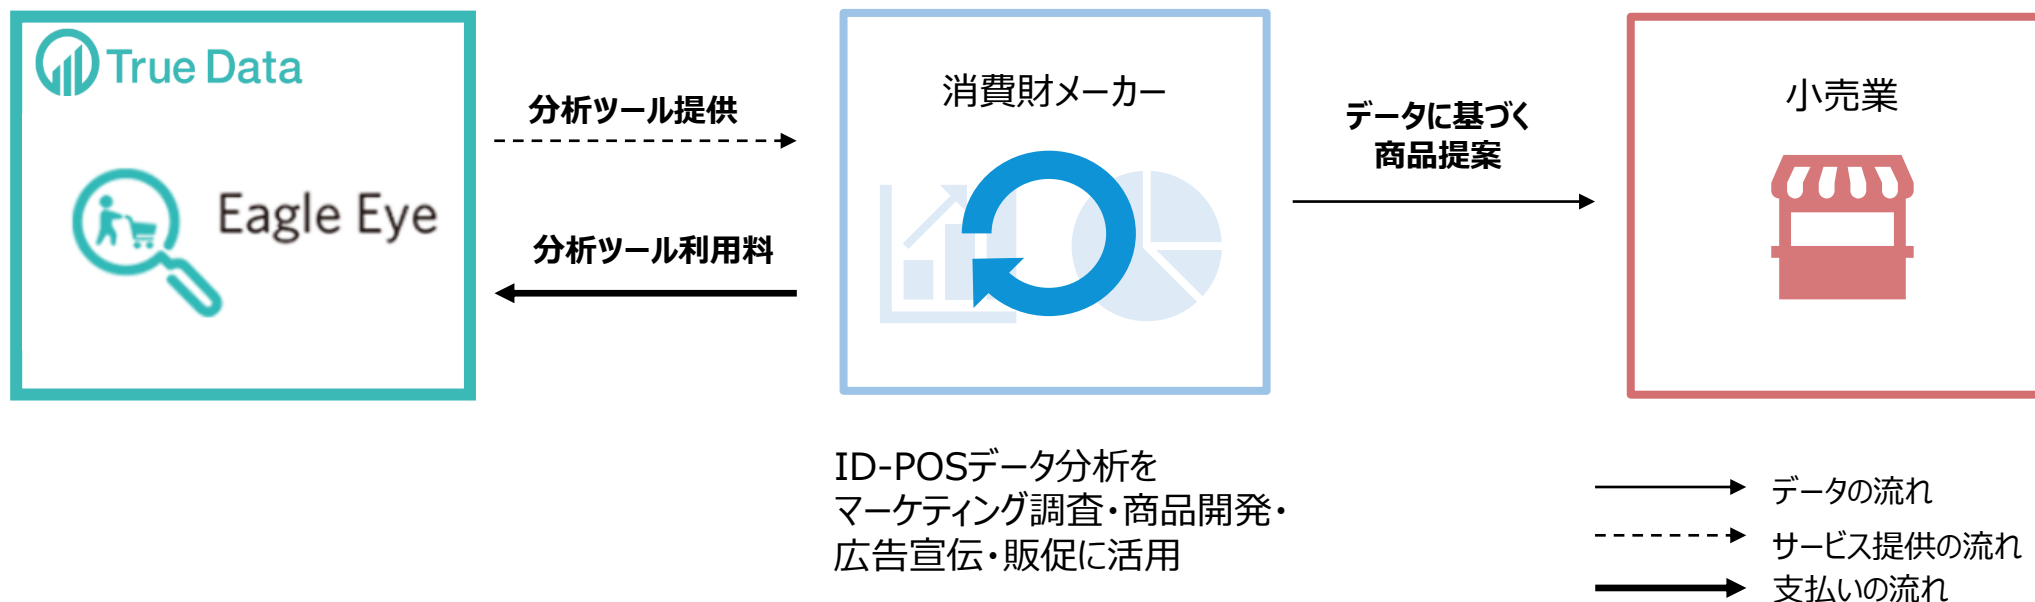 True Data
Eagle Eye
分析ツール提供
分析ツール利用料
消費財メーカー
データに基づく
商品提案
小売業
ID-POSデータ分析を
マーケティング調査・商品開発・
広告宣伝・販促に活用
データの流れ
サービス提供の流れ
支払いの流れ